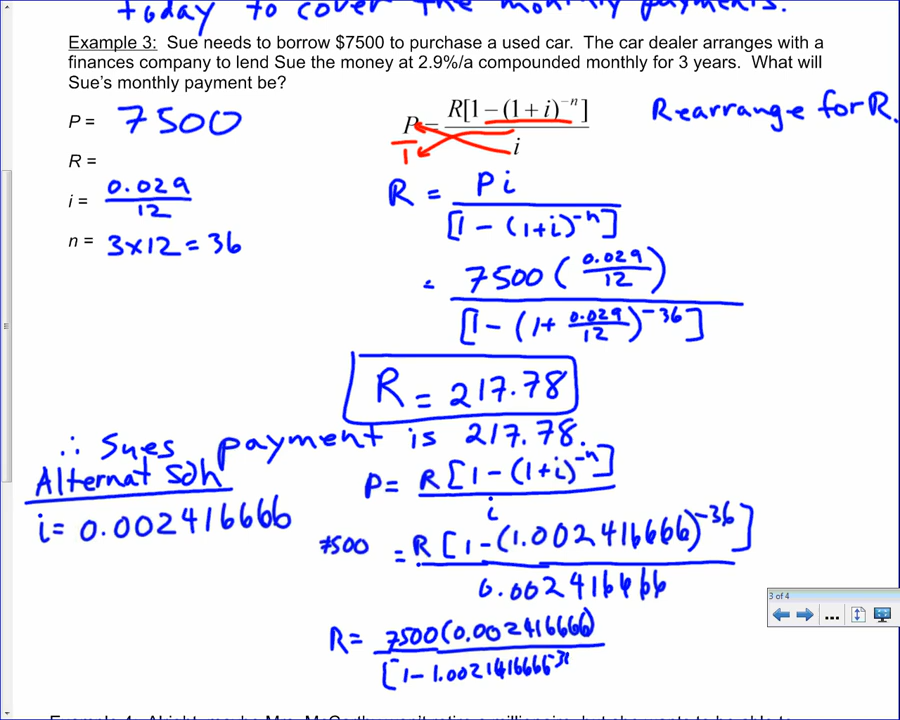 today to cover the monthly payments.
Example 3: Sue needs to borrow $7500 to purchase a used car. The car dealer arranges with a
finances company to lend Sue the money at 2.9%/a compounded monthly for 3 years. What will
Sue's monthly payment be?
P = 7500
R =
i = 0.029/12
n = 3×12 = 36
P/1 = R[1−(1+i)^−n]/i
Rearrange for R.
R = Pi/[1−(1+i)^−n]
= 7500(0.029/12)/[1−(1+0.029/12)^−36]
R = 217.78
∴ Sues payment is 217.78.
Alternat Soln
i = 0.002416666
P = R[1−(1+i)^−n]/i
7500 = R[1−(1.002416666)^−36]/0.002416666
R = 7500(0.002416666)/[1−1.002416666^−36
3 of 4